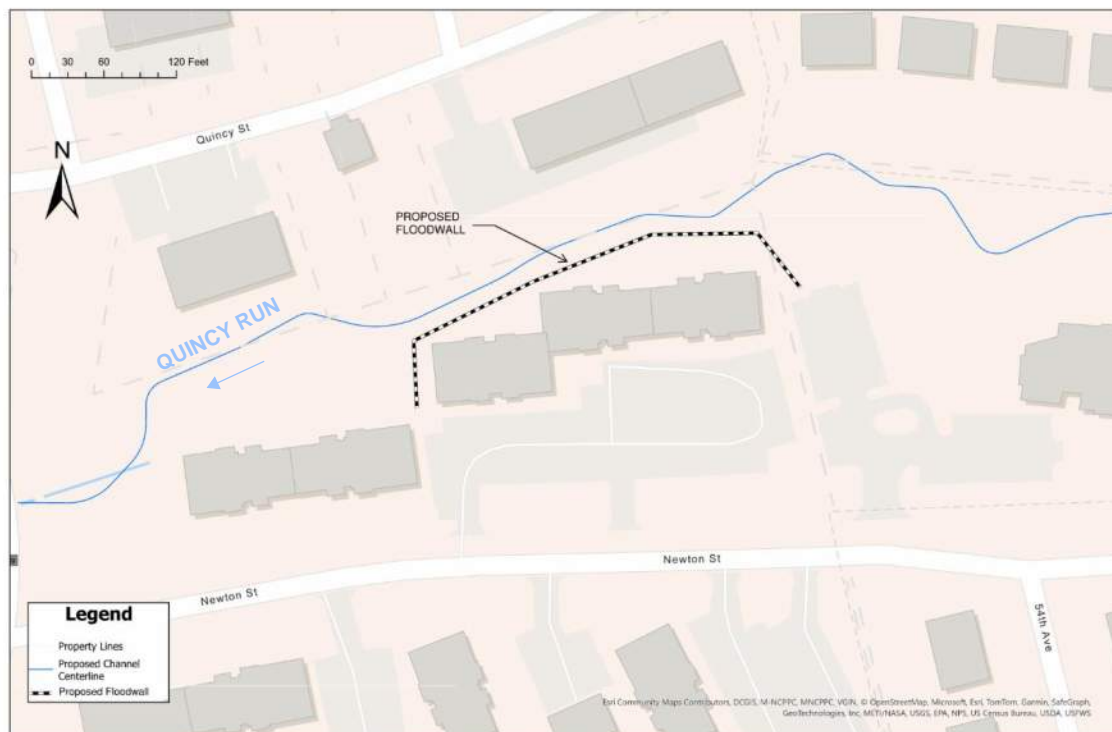 0 30 60 120 Feet
N
Quincy St
PROPOSED
FLOODWALL
QUINCY RUN
Newton St
Newton St
54th Ave
Legend
Property Lines
Proposed Channel
Centerline
Proposed Floodwall
Esri Community Maps Contributors, DCGIS, M-NCPPC, MNCPPC, VGIN, © OpenStreetMap, Microsoft, Esri, TomTom, Garmin, SafeGraph,
GeoTechnologies, Inc, METI/NASA, USGS, EPA, NPS, US Census Bureau, USDA, USFWS